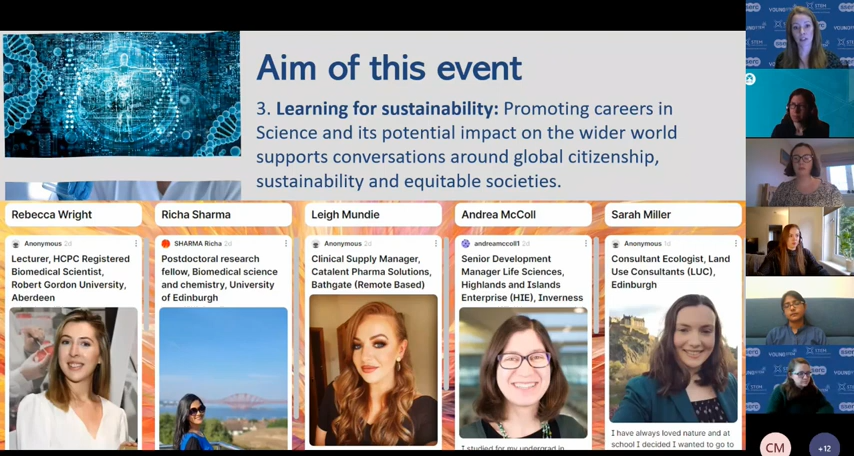 Aim of this event
3. Learning for sustainability: Promoting careers in
Science and its potential impact on the wider world
supports conversations around global citizenship,
sustainability and equitable societies.
Rebecca Wright
Anonymous 2d
Lecturer, HCPC Registered
Biomedical Scientist,
Robert Gordon University,
Aberdeen
Richa Sharma
SHARMA Richa 2d
Postdoctoral research
fellow, Biomedical science
and chemistry, University
of Edinburgh
Leigh Mundie
Anonymous 2d
Clinical Supply Manager,
Catalent Pharma Solutions,
Bathgate (Remote Based)
Andrea McColl
andreamccoll1 2d
Senior Development
Manager Life Sciences,
Highlands and Islands
Enterprise (HIE), Inverness
I studied for my undergrad in
Sarah Miller
Anonymous 1d
Consultant Ecologist, Land
Use Consultants (LUC),
Edinburgh
I have always loved nature and at
school I decided I wanted to go to
CM
+12